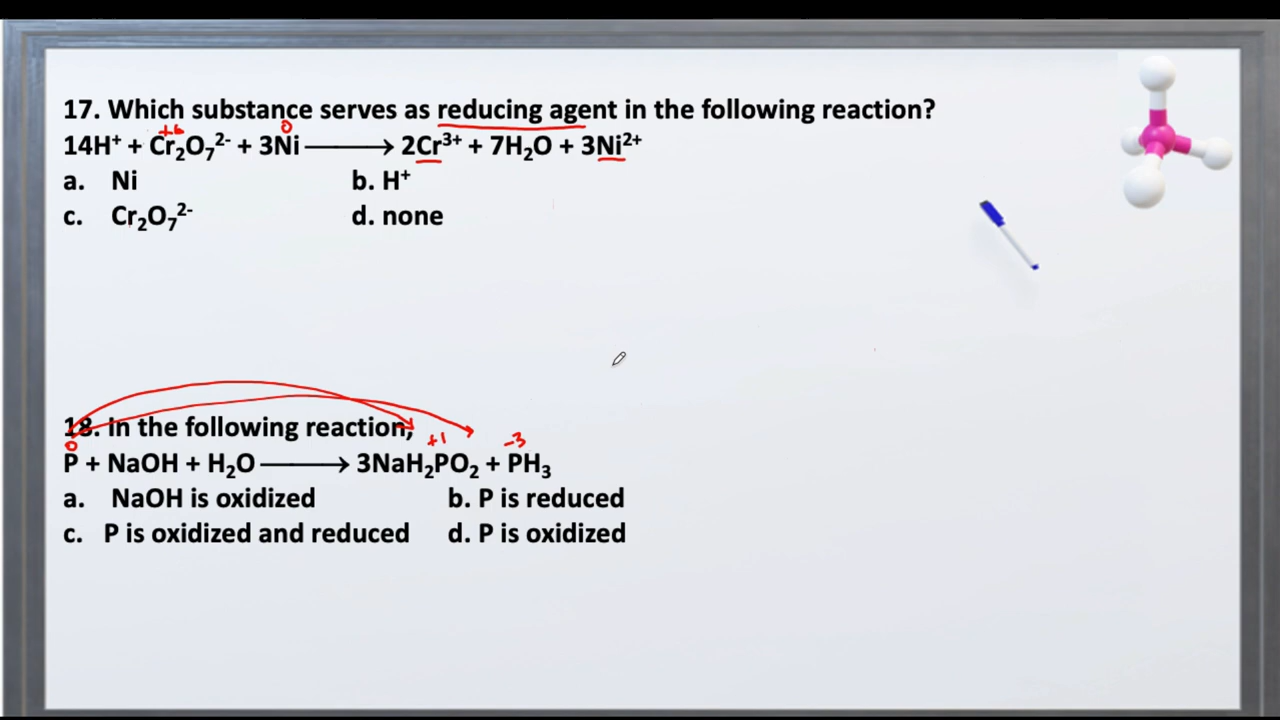 17. Which substance serves as reducing agent in the following reaction?
+6 0
14H⁺ + Cr₂O₇²⁻ + 3Ni ⟶ 2Cr³⁺ + 7H₂O + 3Ni²⁺
a. Ni b. H⁺
c. Cr₂O₇²⁻ d. none
18. In the following reaction,
0 +1 -3
P + NaOH + H₂O ⟶ 3NaH₂PO₂ + PH₃
a. NaOH is oxidized b. P is reduced
c. P is oxidized and reduced d. P is oxidized